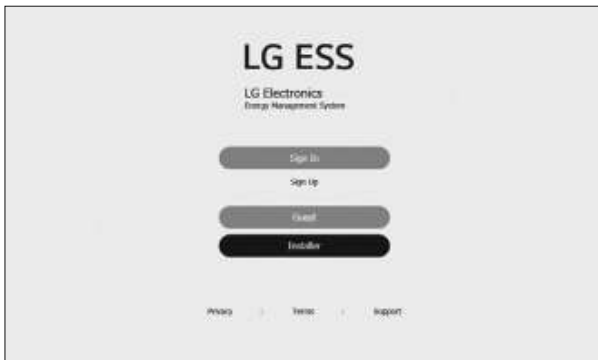 LG ESS
LG Electronics
Energy Management System
Sign In
Sign Up
Guest
Installer
Privacy | Terms | Support